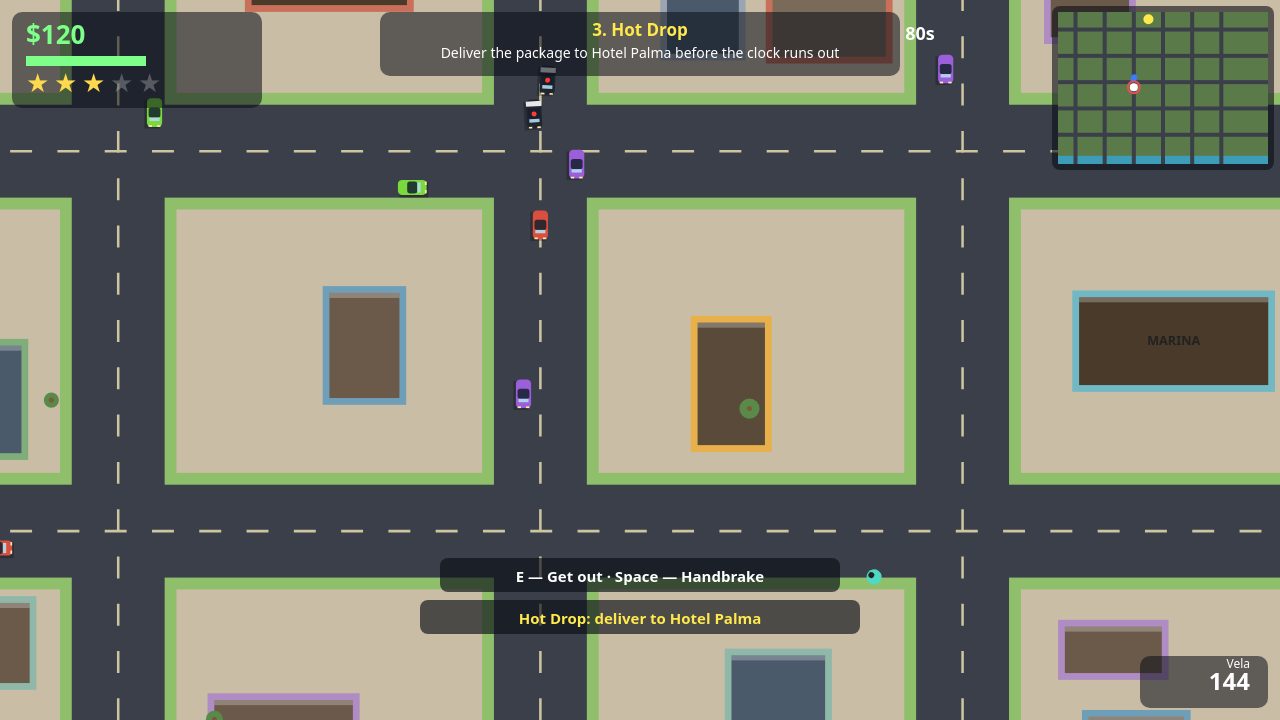 $120
3. Hot Drop
Deliver the package to Hotel Palma before the clock runs out
80s
MARINA
E — Get out · Space — Handbrake
Hot Drop: deliver to Hotel Palma
Vela
144